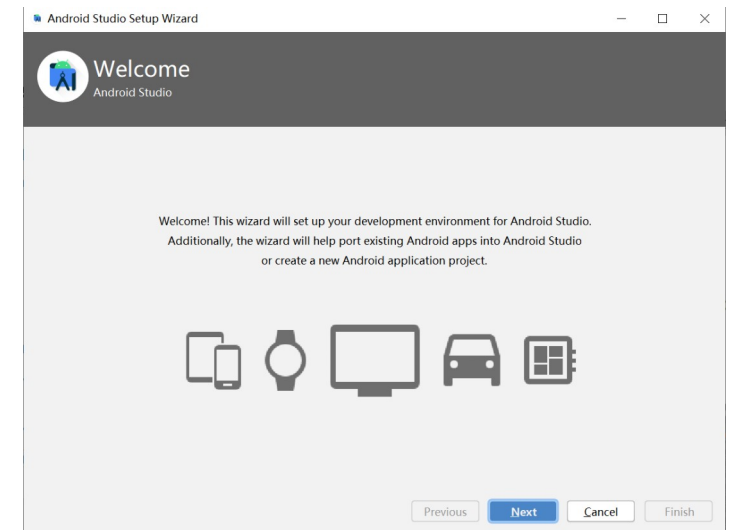 Android Studio Setup Wizard
Welcome
Android Studio
Welcome! This wizard will set up your development environment for Android Studio.
Additionally, the wizard will help port existing Android apps into Android Studio
or create a new Android application project.
Previous Next Cancel Finish